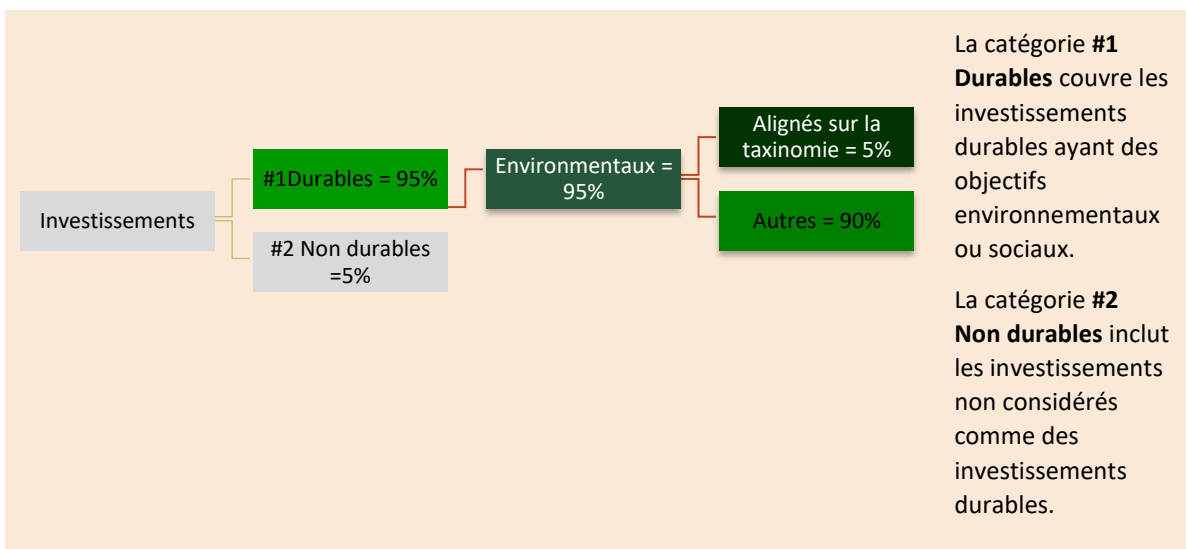 Investissements
#1Durables = 95%
#2 Non durables
=5%
Environmentaux =
95%
Alignés sur la
taxinomie = 5%
Autres = 90%
La catégorie #1
Durables couvre les
investissements
durables ayant des
objectifs
environnementaux
ou sociaux.
La catégorie #2
Non durables inclut
les investissements
non considérés
comme des
investissements
durables.